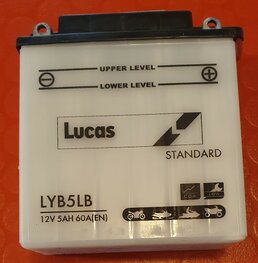 UPPER LEVEL
LOWER LEVEL
Lucas
STANDARD
LYB5LB
12V 5AH 60A(EN)